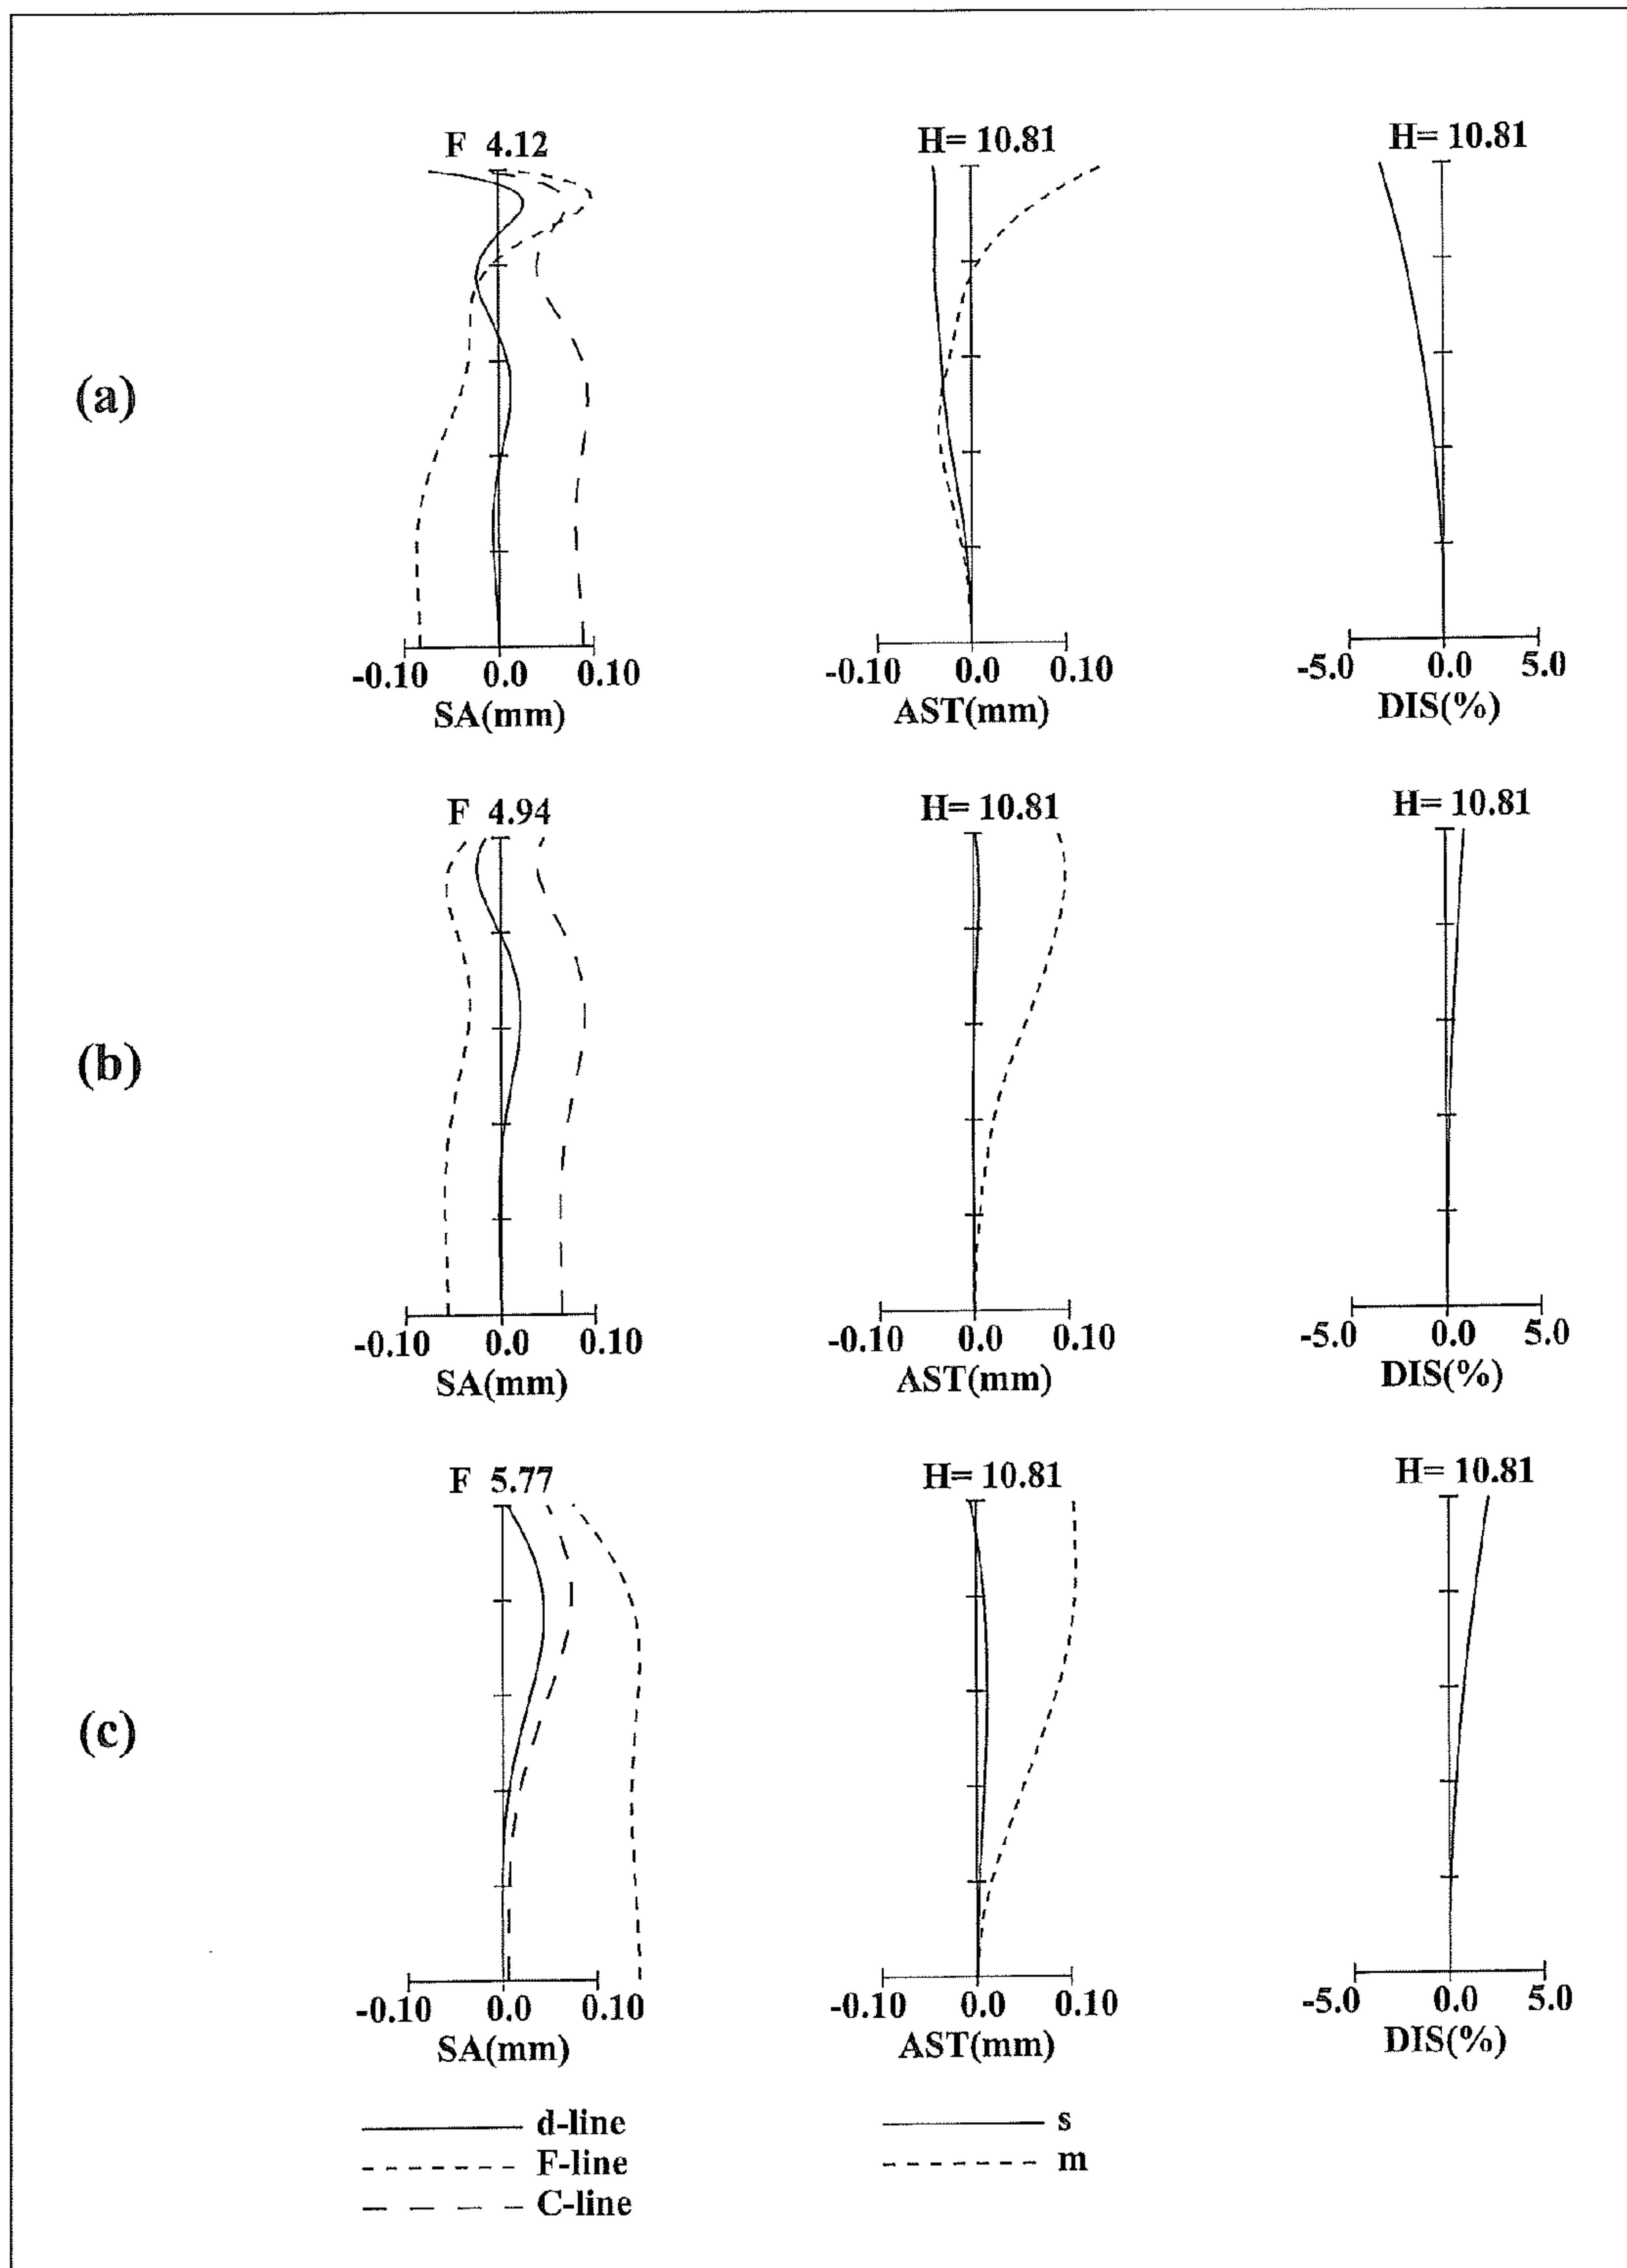 F 4.12 H= 10.81 H= 10.81
(a)
-0.10 0.0 0.10 -0.10 0.0 0.10 -5.0 0.0 5.0
SA(mm) AST(mm) DIS(%)
F 4.94 H= 10.81 H= 10.81
(b)
-0.10 0.0 0.10 -0.10 0.0 0.10 -5.0 0.0 5.0
SA(mm) AST(mm) DIS(%)
F 5.77 H= 10.81 H= 10.81
(c)
-0.10 0.0 0.10 -0.10 0.0 0.10 -5.0 0.0 5.0
SA(mm) AST(mm) DIS(%)
d-line s
F-line m
C-line